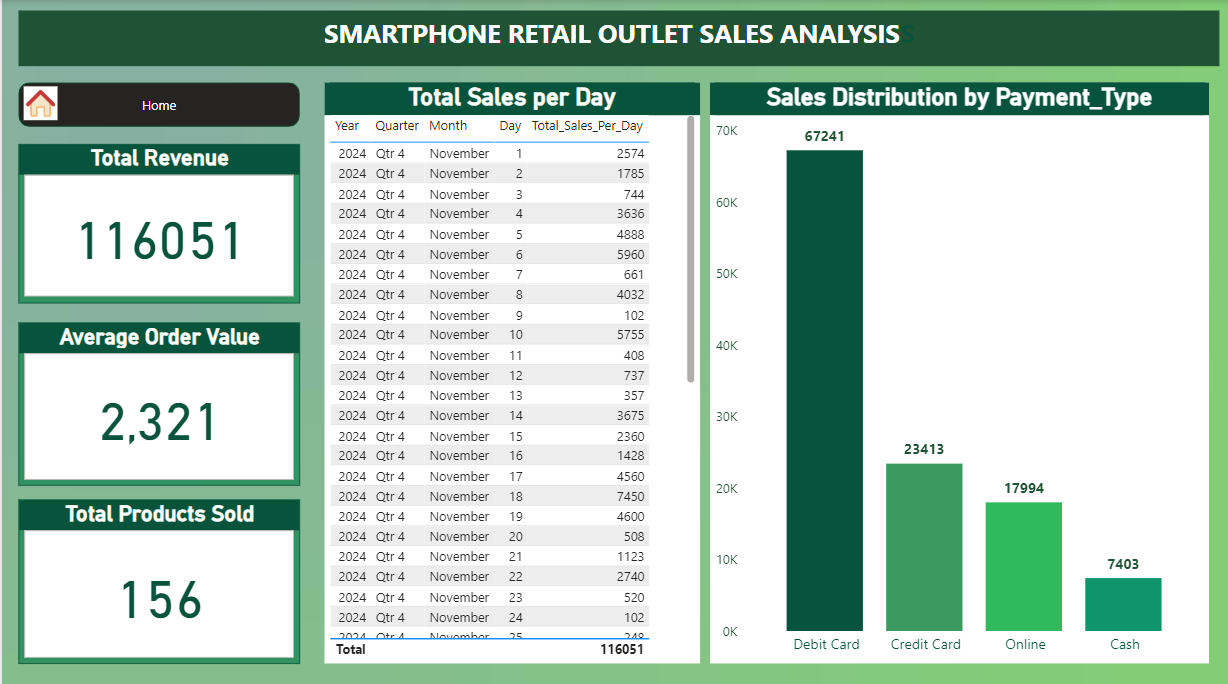 SMARTPHONE RETAIL OUTLET SALES ANALYSIS
Home
Total Revenue
116051
Average Order Value
2,321
Total Products Sold
156
Total Sales per Day
Year Quarter Month Day Total_Sales_Per_Day
2024 Qtr 4 November 1 2574
2024 Qtr 4 November 2 1785
2024 Qtr 4 November 3 744
2024 Qtr 4 November 4 3636
2024 Qtr 4 November 5 4888
2024 Qtr 4 November 6 5960
2024 Qtr 4 November 7 661
2024 Qtr 4 November 8 4032
2024 Qtr 4 November 9 102
2024 Qtr 4 November 10 5755
2024 Qtr 4 November 11 408
2024 Qtr 4 November 12 737
2024 Qtr 4 November 13 357
2024 Qtr 4 November 14 3675
2024 Qtr 4 November 15 2360
2024 Qtr 4 November 16 1428
2024 Qtr 4 November 17 4560
2024 Qtr 4 November 18 7450
2024 Qtr 4 November 19 4600
2024 Qtr 4 November 20 508
2024 Qtr 4 November 21 1123
2024 Qtr 4 November 22 2740
2024 Qtr 4 November 23 520
2024 Qtr 4 November 24 102
2024 Qtr 4 November 25
Total 116051
Sales Distribution by Payment_Type
70K
60K
50K
40K
30K
20K
10K
0K
67241
23413
17994
7403
Debit Card Credit Card Online Cash